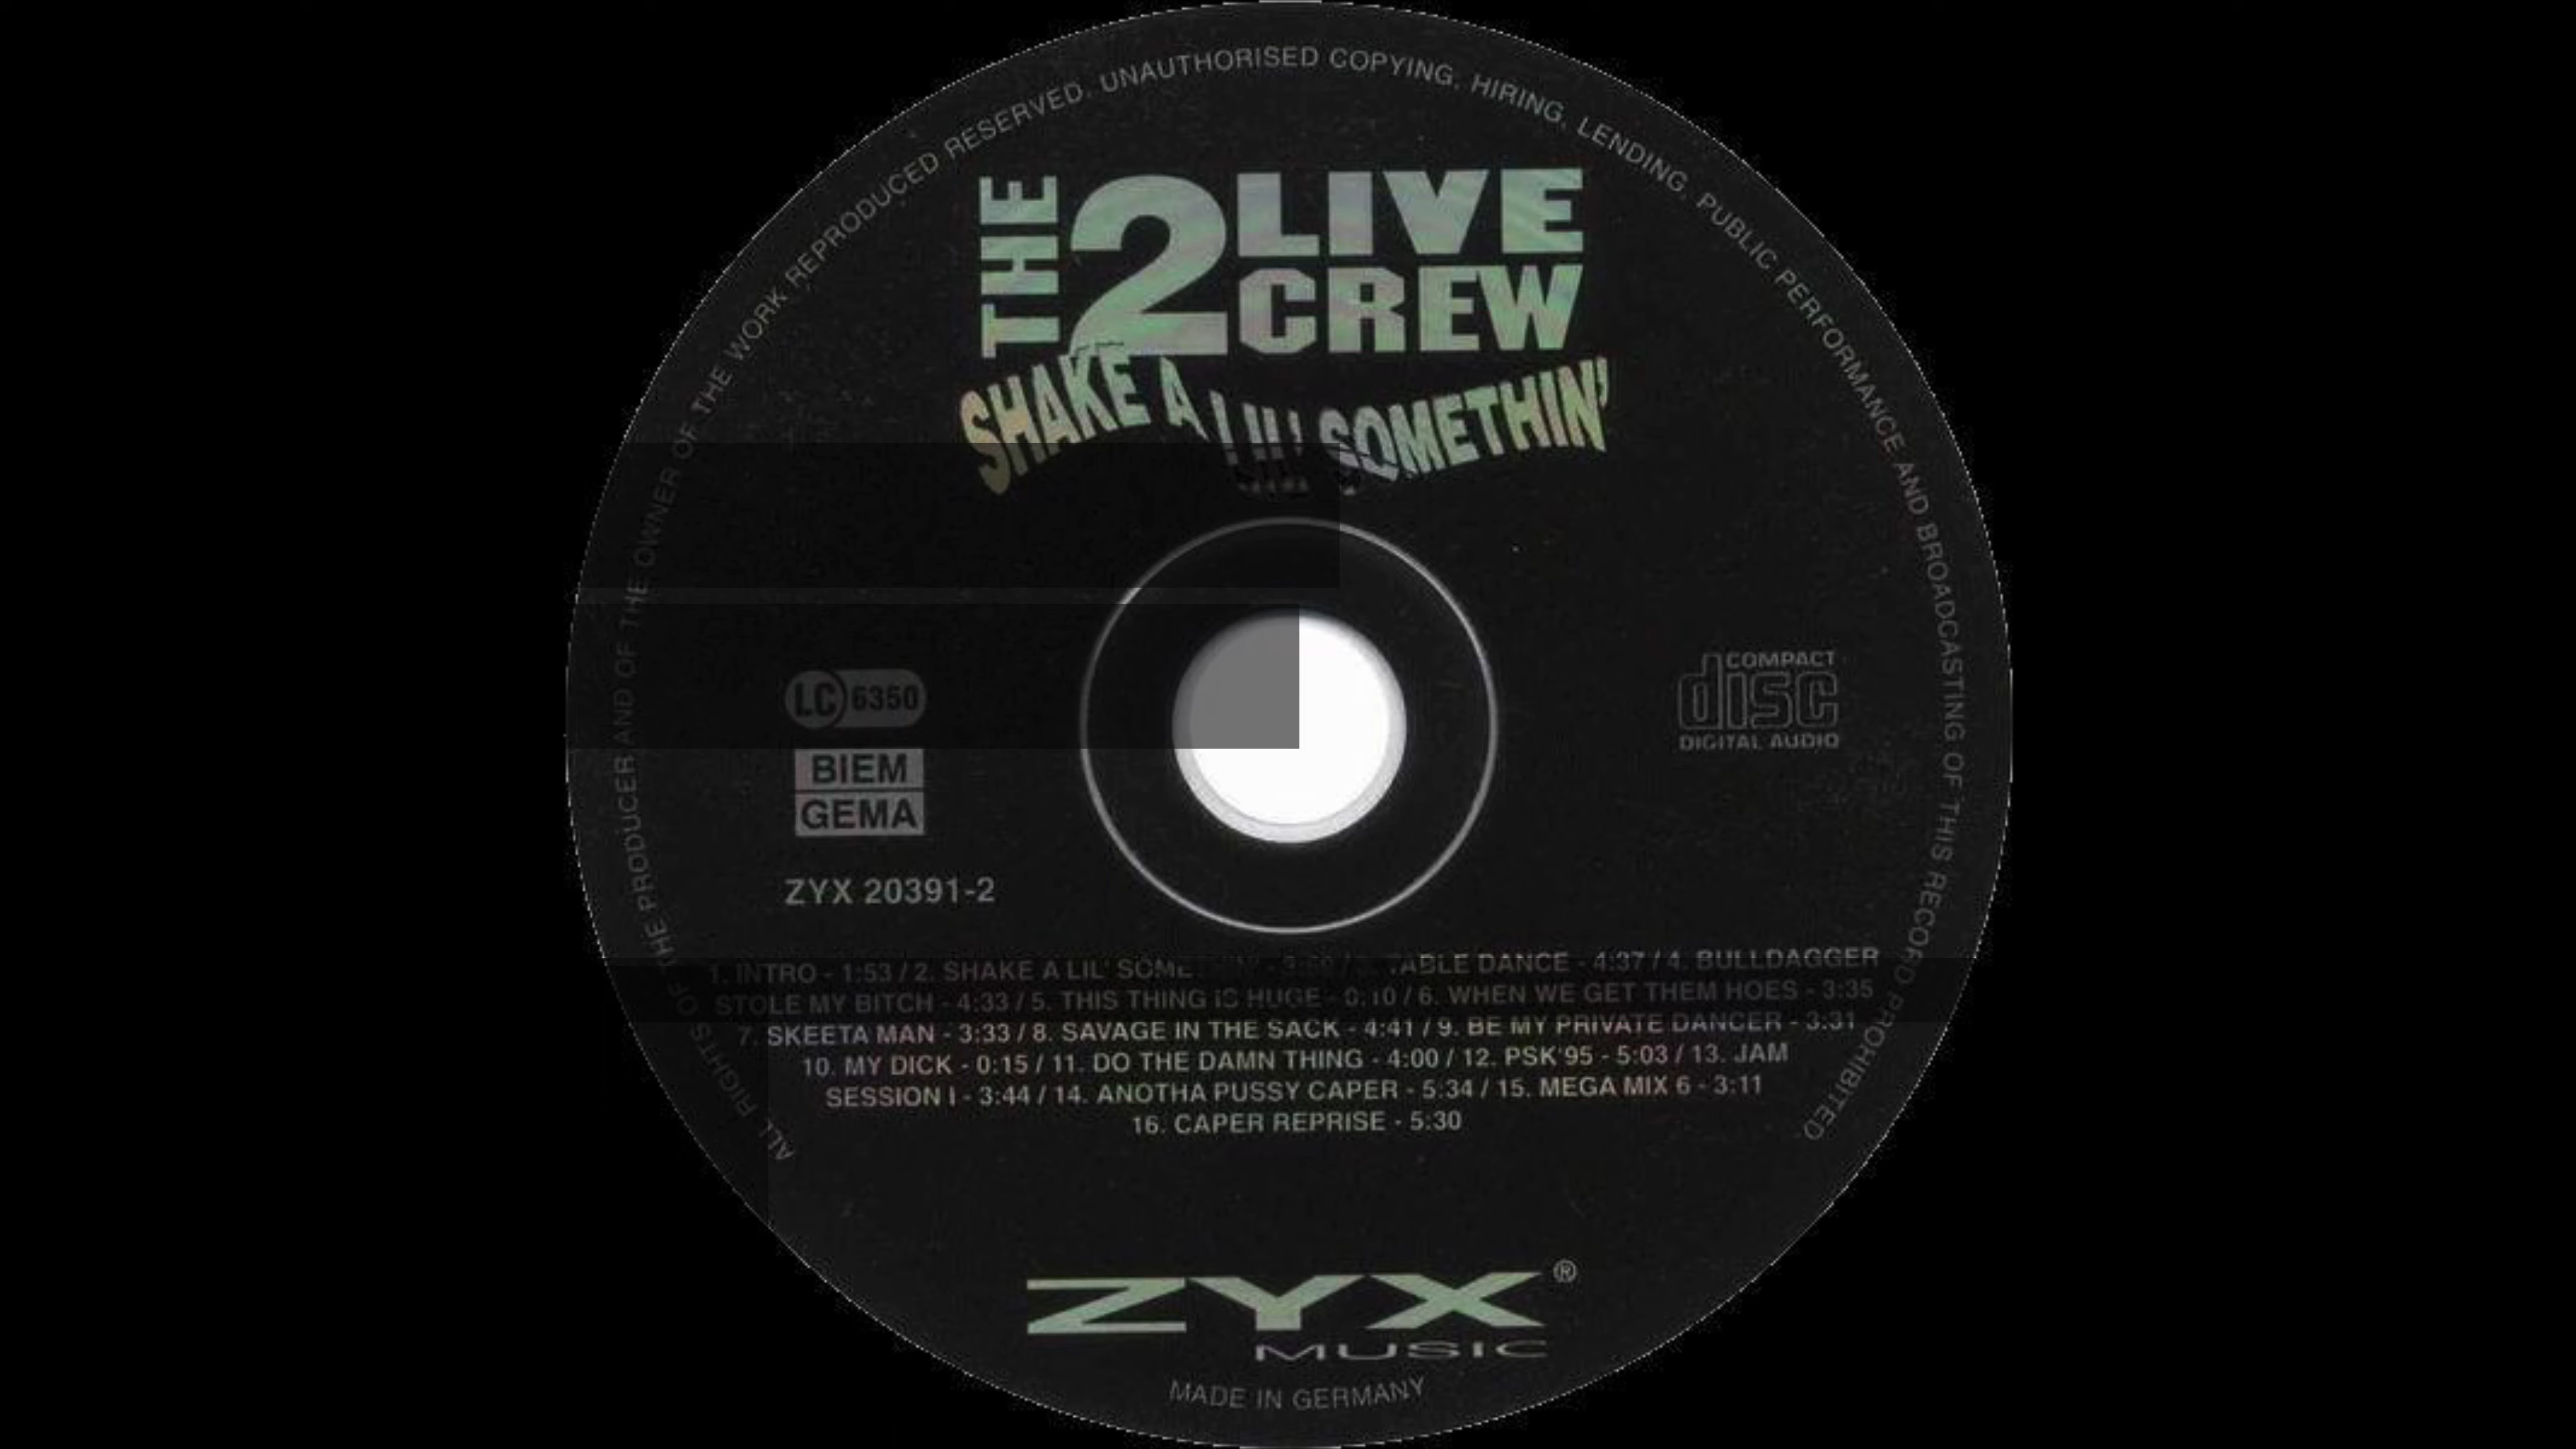 ALL RIGHTS OF THE PRODUCER AND OF THE OWNER OF THE WORK REPRODUCED RESERVED. UNAUTHORISED COPYING, HIRING, LENDING, PUBLIC PERFORMANCE AND BROADCASTING OF THIS RECORD PROHIBITED
THE 2 LIVE CREW
SHAKE A LIL' SOMETHIN'
LC 6350
COMPACT
disc
DIGITAL AUDIO
BIEM
GEMA
ZYX 20391-2
1. INTRO - 1:53 / 2. SHAKE A LIL' / TABLE DANCE - 4:37 / 4. BULLDAGGER
STOLE MY BITCH - 4:33 / 5. THIS THING IS HUGE - 0:10 / 6. WHEN WE GET THEM HOES - 3:35
7. SKEETA MAN - 3:33 / 8. SAVAGE IN THE SACK - 4:41 / 9. BE MY PRIVATE DANCER - 3:31
10. MY DICK - 0:15 / 11. DO THE DAMN THING - 4:00 / 12. PSK'95 - 5:03 / 13. JAM
SESSION I - 3:44 / 14. ANOTHA PUSSY CAPER - 5:34 / 15. MEGA MIX 6 - 3:11
16. CAPER REPRISE - 5:30
ZYX®
MUSIC
MADE IN GERMANY